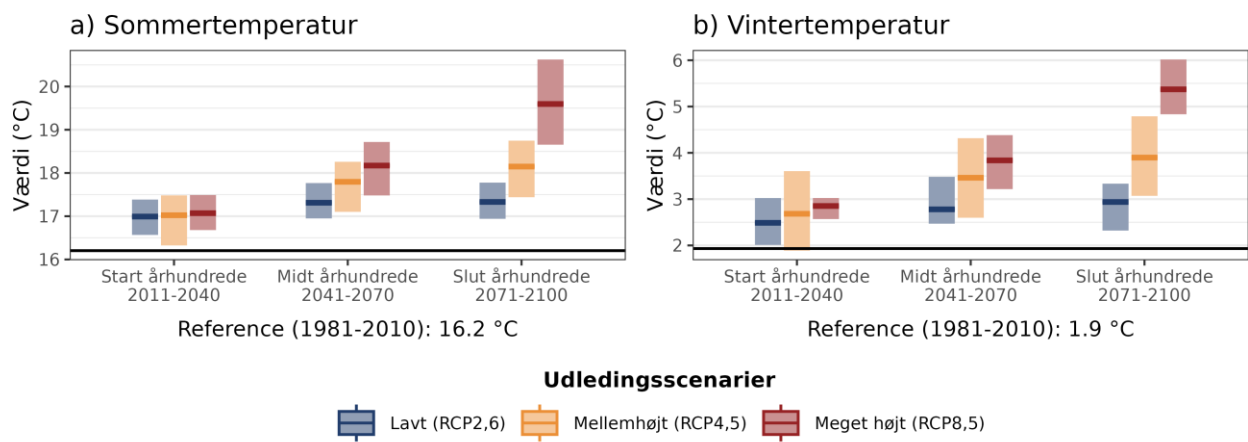 a) Sommertemperatur
Værdi (°C)
20
19
18
17
16
Start århundrede
2011-2040
Midt århundrede
2041-2070
Slut århundrede
2071-2100
Reference (1981-2010): 16.2 °C
b) Vintertemperatur
Værdi (°C)
6
5
4
3
2
Start århundrede
2011-2040
Midt århundrede
2041-2070
Slut århundrede
2071-2100
Reference (1981-2010): 1.9 °C
Udledingsscenarier
Lavt (RCP2,6)
Mellemhøjt (RCP4,5)
Meget højt (RCP8,5)